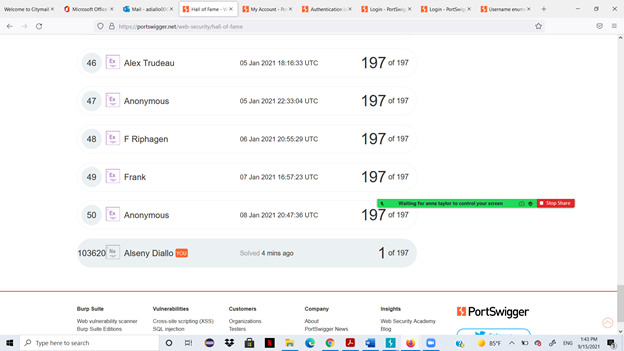 Welcome to Citymail
Microsoft Office
Mail - adiallo0
Hall of Fame - W
My Account - Po
Authentication
Login - PortSwigg
Login - PortSwigg
Username enum
https://portswigger.net/web-security/hall-of-fame
46 Ex Alex Trudeau 05 Jan 2021 18:16:33 UTC 197 of 197
47 Ex Anonymous 05 Jan 2021 22:33:04 UTC 197 of 197
48 Ex F Riphagen 06 Jan 2021 20:55:29 UTC 197 of 197
49 Ex Frank 07 Jan 2021 16:57:23 UTC 197 of 197
Waiting for anne taylor to control your screen Stop Share
50 Ex Anonymous 08 Jan 2021 20:47:36 UTC 197 of 197
103620 Ne Alseny Diallo YOU Solved 4 mins ago 1 of 197
Burp Suite Vulnerabilities Customers Company Insights PortSwigger
Web vulnerability scanner Cross-site scripting (XSS) Organizations About Web Security Academy
Burp Suite Editions SQL injection Testers PortSwigger News Blog
Type here to search 85°F ENG 1:43 PM
9/15/2021